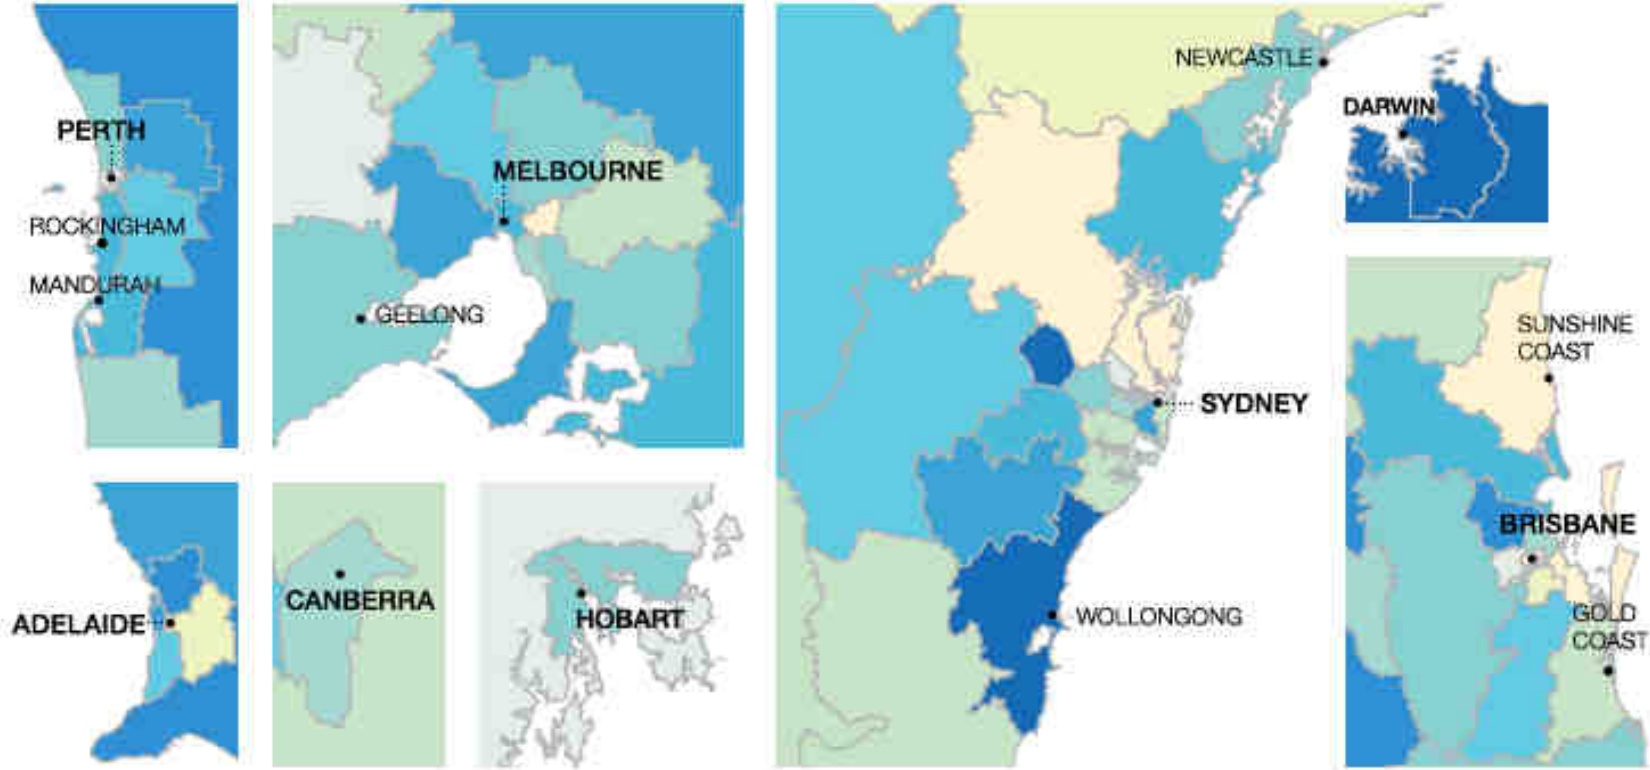 PERTH
ROCKINGHAM
MANDURAH
MELBOURNE
GEELONG
NEWCASTLE
SYDNEY
WOLLONGONG
DARWIN
SUNSHINE
COAST
BRISBANE
GOLD
COAST
ADELAIDE
CANBERRA
HOBART